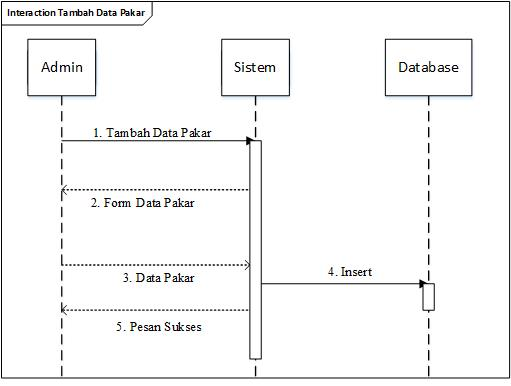 Interaction Tambah Data Pakar
Admin
Sistem
Database
1. Tambah Data Pakar
2. Form Data Pakar
3. Data Pakar
4. Insert
5. Pesan Sukses